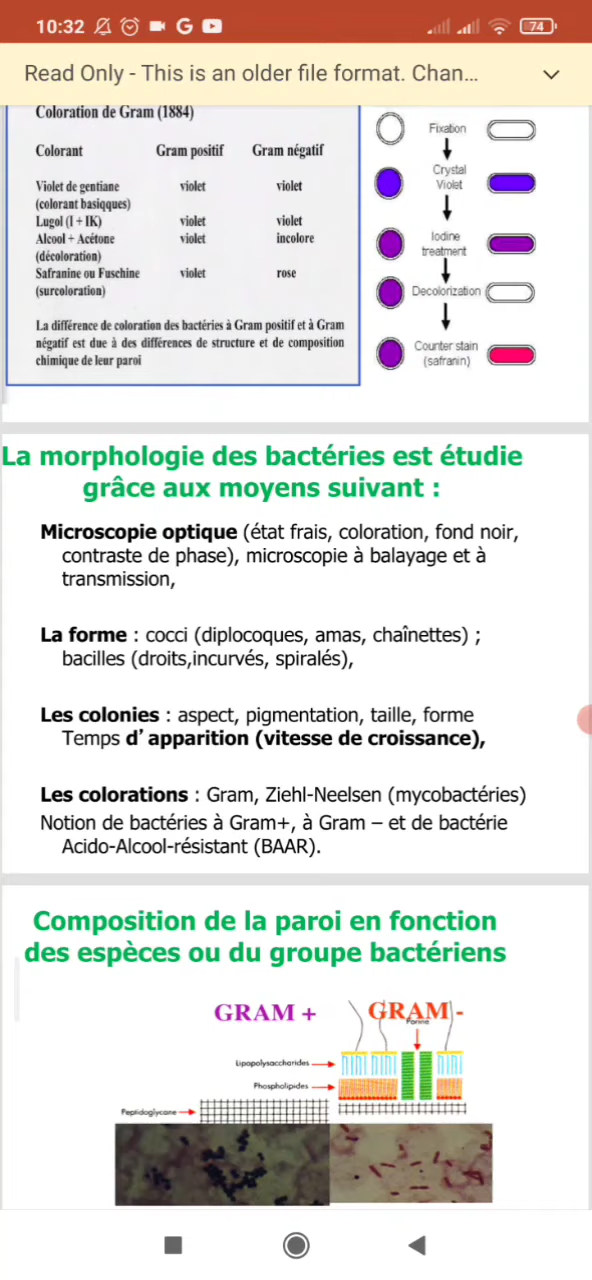 10:32
74
Read Only - This is an older file format. Chan...
Coloration de Gram (1884)
Colorant Gram positif Gram négatif
Violet de gentiane violet violet
(colorant basiqques)
Lugol (I + IK) violet violet
Alcool + Acétone violet incolore
(décoloration)
Safranine ou Fuschine violet rose
(surcoloration)
La différence de coloration des bactéries à Gram positif et à Gram
négatif est due à des différences de structure et de composition
chimique de leur paroi
Fixation
Crystal
Violet
Iodine
treatment
Decolorization
Counter stain
(safranin)
La morphologie des bactéries est étudie
grâce aux moyens suivant :
Microscopie optique (état frais, coloration, fond noir,
contraste de phase), microscopie à balayage et à
transmission,
La forme : cocci (diplocoques, amas, chaînettes) ;
bacilles (droits,incurvés, spiralés),
Les colonies : aspect, pigmentation, taille, forme
Temps d'apparition (vitesse de croissance),
Les colorations : Gram, Ziehl-Neelsen (mycobactéries)
Notion de bactéries à Gram+, à Gram – et de bactérie
Acido-Alcool-résistant (BAAR).
Composition de la paroi en fonction
des espèces ou du groupe bactériens
GRAM + GRAM -
Porine
Lipopolysaccharides
Phospholipides
Peptidoglycane